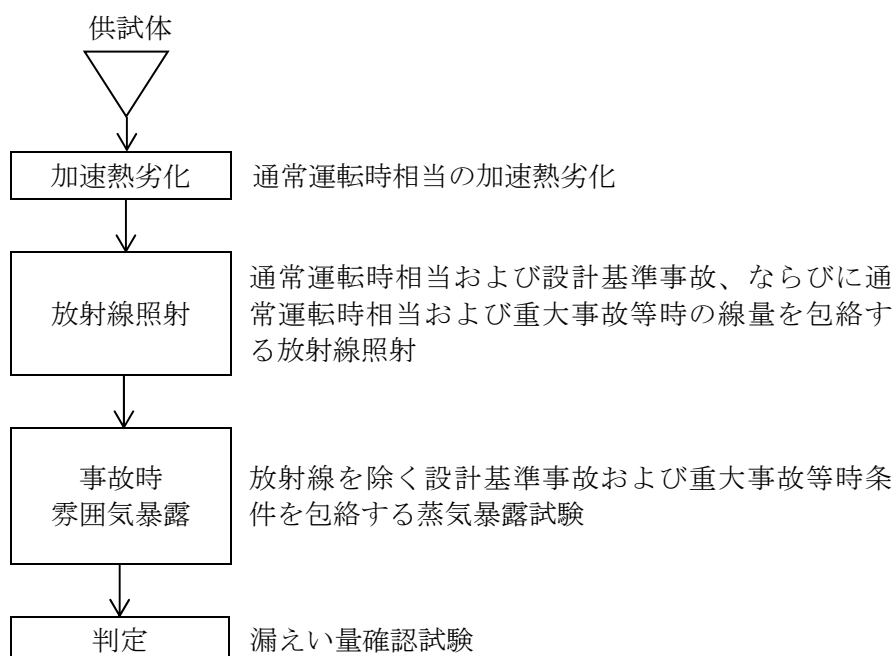 供試体
加速熱劣化
通常運転時相当の加速熱劣化
放射線照射
通常運転時相当および設計基準事故、ならびに通
常運転時相当および重大事故等時の線量を包絡す
る放射線照射
事故時
雰囲気暴露
放射線を除く設計基準事故および重大事故等時条
件を包絡する蒸気暴露試験
判定
漏えい量確認試験